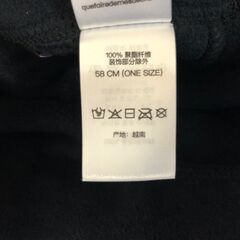 quefairedemesdechets
100% 聚酯纤维
装饰部分除外
58 CM (ONE SIZE)
产地: 越南